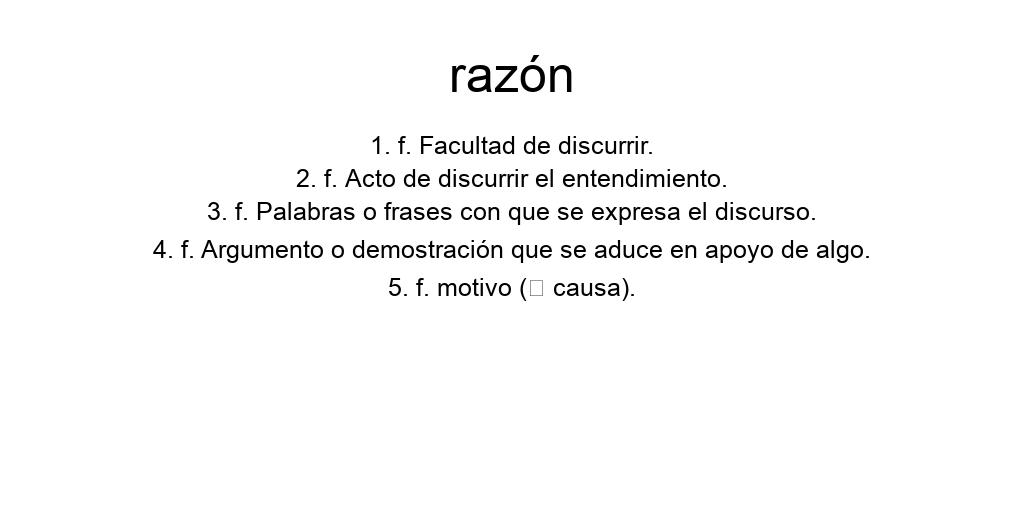 razón
1. f. Facultad de discurrir.
2. f. Acto de discurrir el entendimiento.
3. f. Palabras o frases con que se expresa el discurso.
4. f. Argumento o demostración que se aduce en apoyo de algo.
5. f. motivo (□ causa).